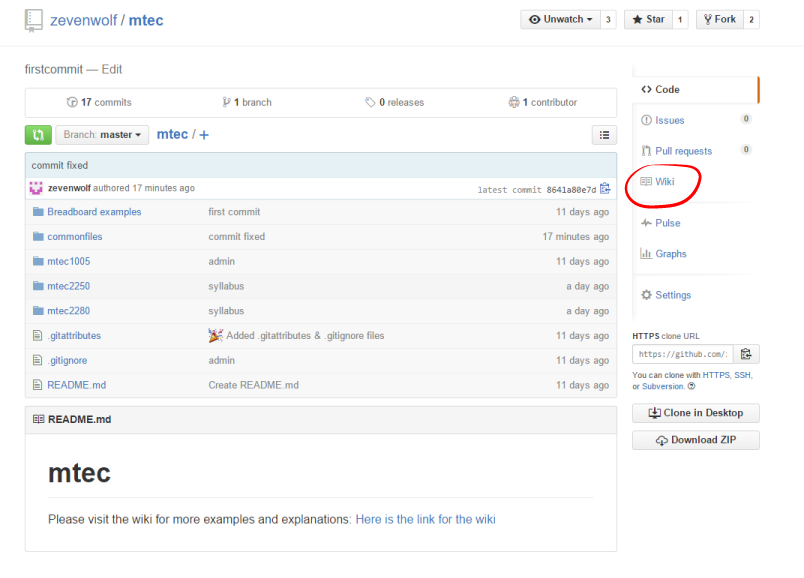 zevenwolf / mtec
Unwatch 3 Star 1 Fork 2
firstcommit — Edit
17 commits 1 branch 0 releases 1 contributor
Branch: master mtec / +
commit fixed
zevenwolf authored 17 minutes ago latest commit 8641a80e7d
Breadboard examples first commit 11 days ago
commonfiles commit fixed 17 minutes ago
mtec1005 admin 11 days ago
mtec2250 syllabus a day ago
mtec2280 syllabus a day ago
.gitattributes Added .gitattributes & .gitignore files 11 days ago
.gitignore admin 11 days ago
README.md Create README.md 11 days ago
README.md
mtec
Please visit the wiki for more examples and explanations: Here is the link for the wiki
Code
Issues 0
Pull requests 0
Wiki
Pulse
Graphs
Settings
HTTPS clone URL
https://github.com/
You can clone with HTTPS, SSH,
or Subversion.
Clone in Desktop
Download ZIP